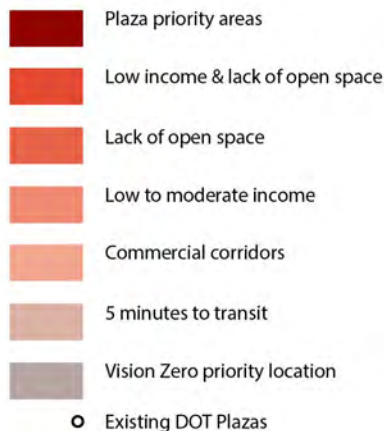 Plaza priority areas
Low income & lack of open space
Lack of open space
Low to moderate income
Commercial corridors
5 minutes to transit
Vision Zero priority location
Existing DOT Plazas